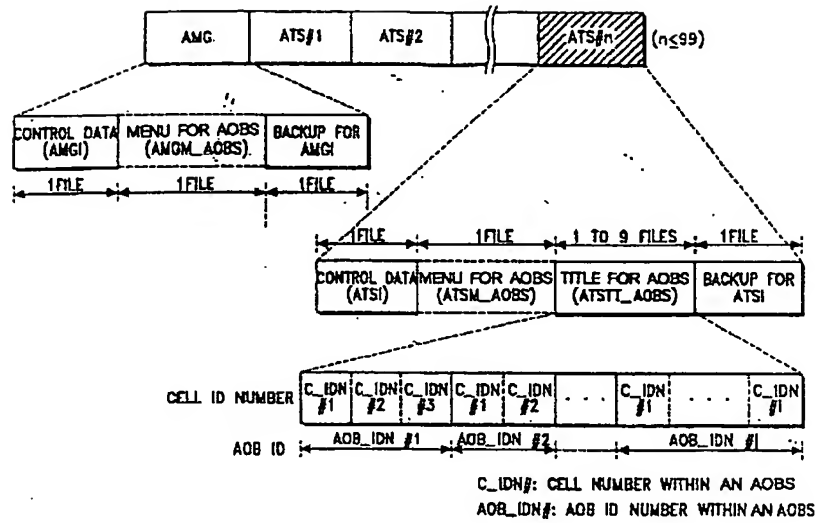 AMG. ATS#1 ATS#2 ATS#n (n≤99)
CONTROL DATA (AMGI) MENU FOR AOBS (AMGM_AOBS). BACKUP FOR AMGI
1FILE 1FILE 1FILE
1FILE 1FILE 1 TO 9 FILES 1FILE
CONTROL DATA (ATSI) MENU FOR AOBS (ATSM_AOBS) TITLE FOR AOBS (ATSTT_AOBS) BACKUP FOR ATSI
CELL ID NUMBER C_IDN #1 C_IDN #2 C_IDN #3 C_IDN #1 C_IDN #2 . . . C_IDN #1 . . . C_IDN #I
AOB ID AOB_IDN #1 AOB_IDN #2 AOB_IDN #I
C_IDN#: CELL NUMBER WITHIN AN AOBS
AOB_IDN#: AOB ID NUMBER WITHIN AN AOBS